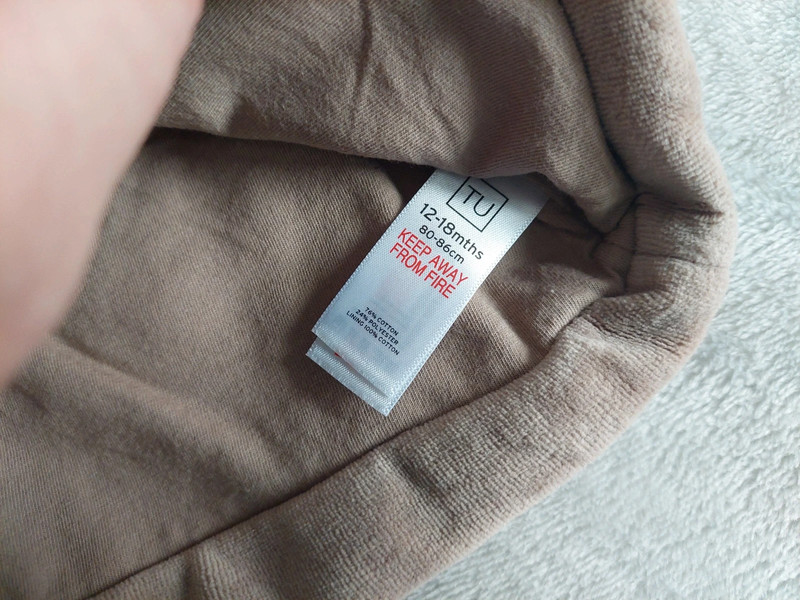 TU
12-18mths
80-86cm
KEEP AWAY
FROM FIRE
76% COTTON
24% POLYESTER
LINING 100% COTTON